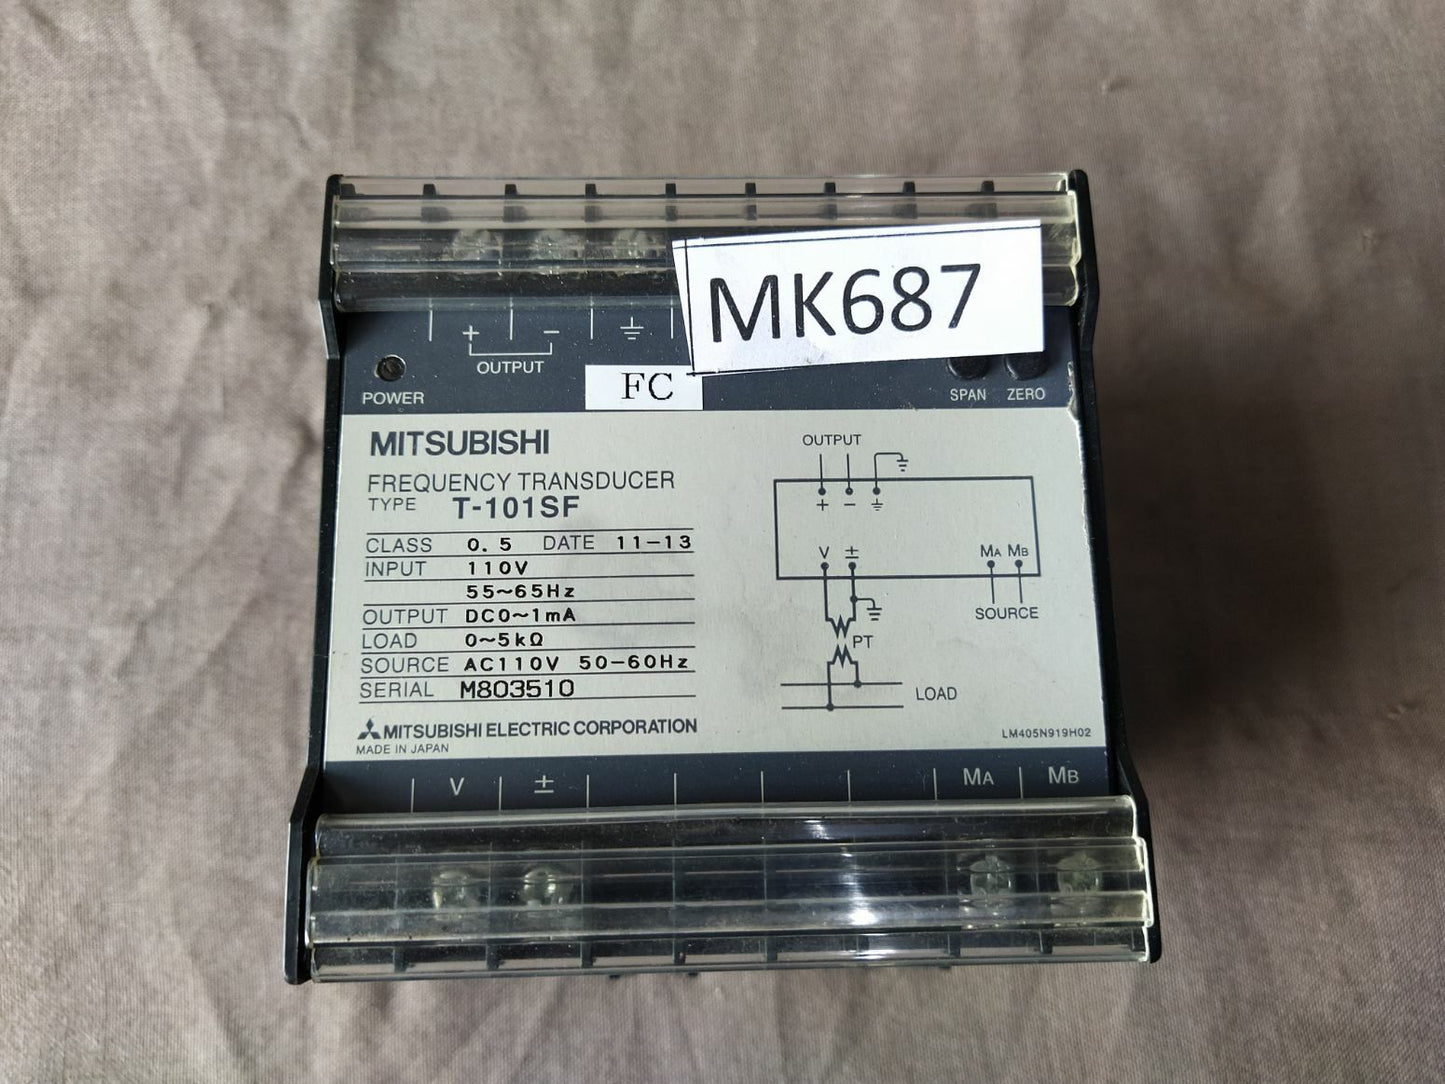 MK687
+ − ⏚
OUTPUT
POWER
FC
SPAN ZERO
MITSUBISHI
FREQUENCY TRANSDUCER
TYPE T-101SF
CLASS 0.5 DATE 11-13
INPUT 110V
55~65Hz
OUTPUT DC0~1mA
LOAD 0~5kΩ
SOURCE AC110V 50-60Hz
SERIAL M803510
MITSUBISHI ELECTRIC CORPORATION
MADE IN JAPAN
OUTPUT
+ − ⏚
V ± MA MB
SOURCE
PT
LOAD
LM405N919H02
V ± MA MB